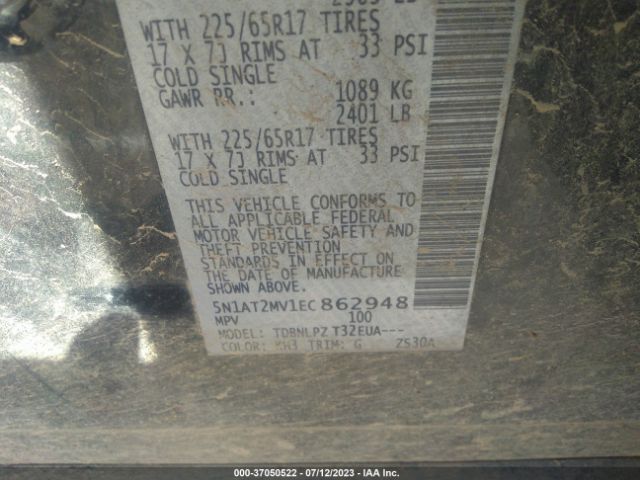 WITH 225/65R17 TIRES
17 X 7J RIMS AT 33 PSI
COLD SINGLE
GAWR RR.: 1089 KG
2401 LB
WITH 225/65R17 TIRES
17 X 7J RIMS AT 33 PSI
COLD SINGLE
THIS VEHICLE CONFORMS TO
ALL APPLICABLE FEDERAL
MOTOR VEHICLE SAFETY AND
THEFT PREVENTION
STANDARDS IN EFFECT ON
THE DATE OF MANUFACTURE
SHOWN ABOVE.
5N1AT2MV1EC862948
MPV 100
MODEL: TDBNLPZ T32EUA---
COLOR: KH3 TRIM: G ZS30A
000-37050522 - 07/12/2023 - IAA Inc.